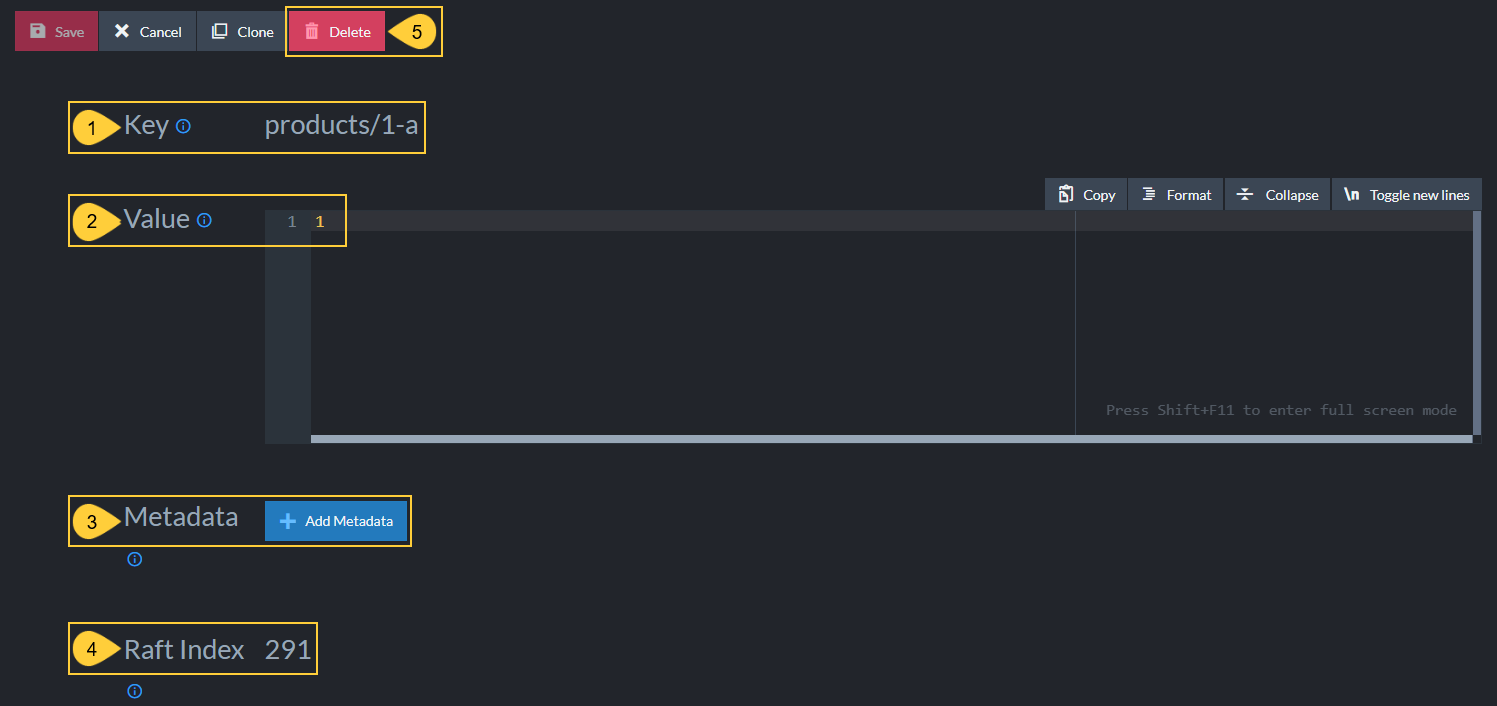 Save Cancel Clone Delete 5
1 Key products/1-a
Copy Format Collapse \n Toggle new lines
2 Value 1 1
Press Shift+F11 to enter full screen mode
3 Metadata Add Metadata
4 Raft Index 291